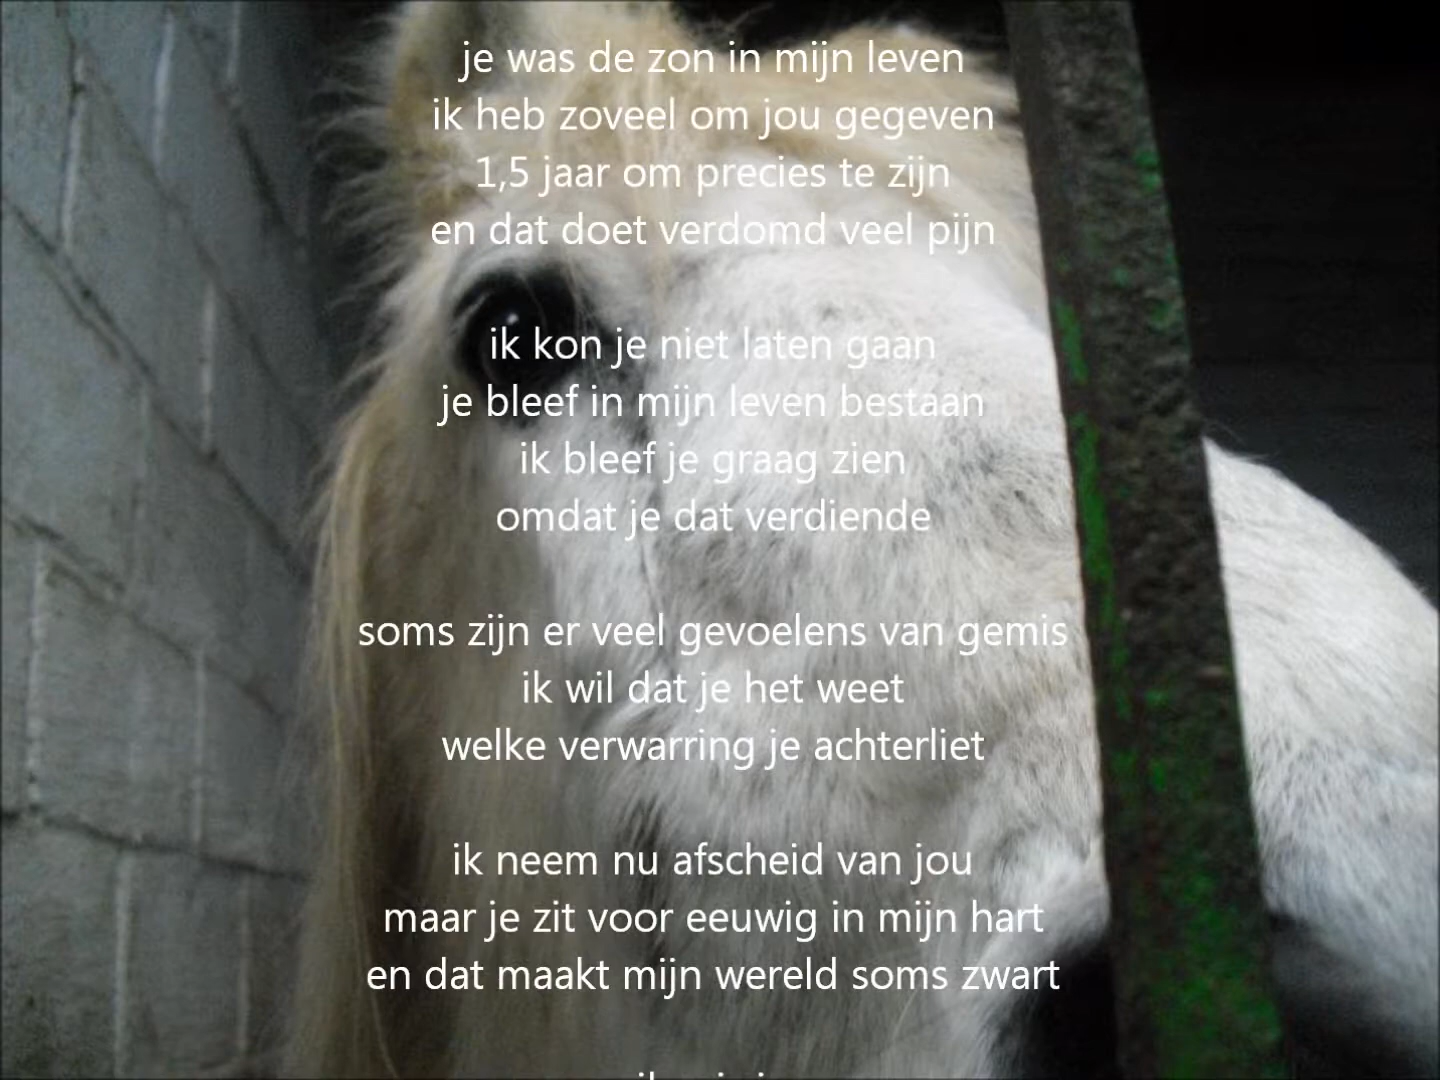 je was de zon in mijn leven
ik heb zoveel om jou gegeven
1,5 jaar om precies te zijn
en dat doet verdomd veel pijn
ik kon je niet laten gaan
je bleef in mijn leven bestaan
ik bleef je graag zien
omdat je dat verdiende
soms zijn er veel gevoelens van gemis
ik wil dat je het weet
welke verwarring je achterliet
ik neem nu afscheid van jou
maar je zit voor eeuwig in mijn hart
en dat maakt mijn wereld soms zwart